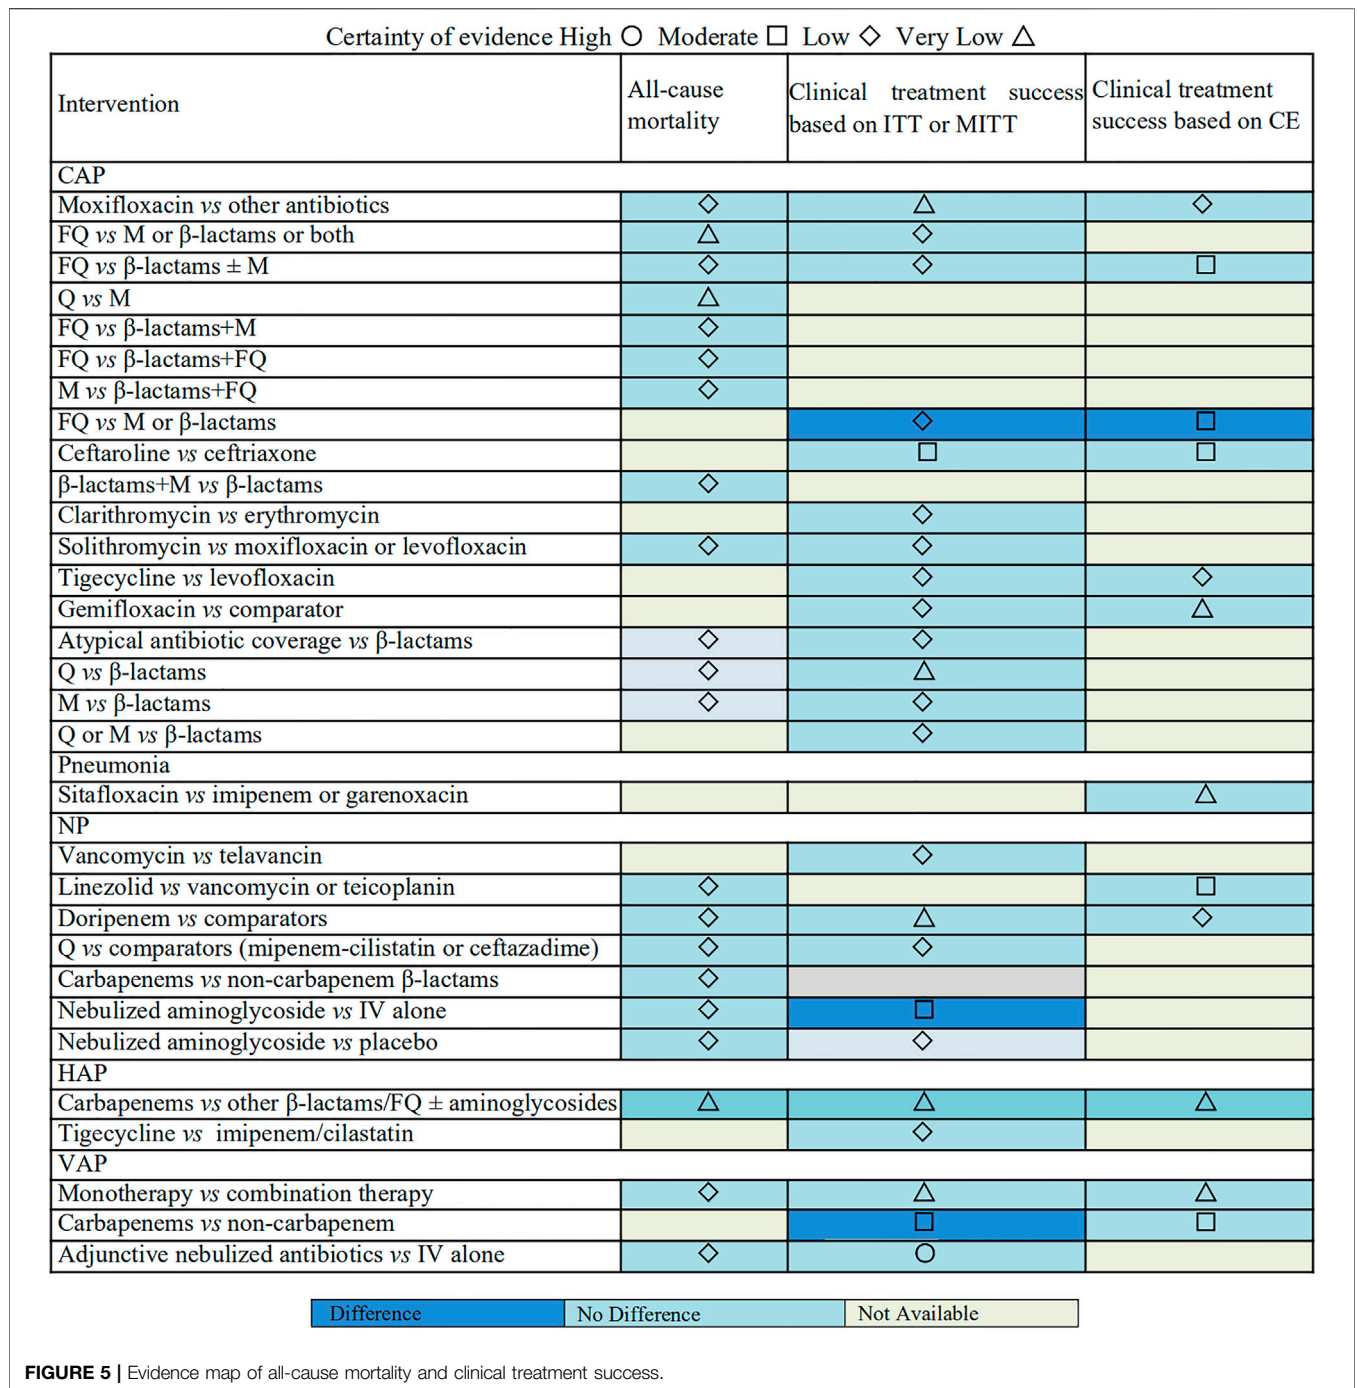 Certainty of evidence High ○ Moderate □ Low ◇ Very Low △
Intervention
All-cause mortality
Clinical treatment success based on ITT or MITT
Clinical treatment success based on CE
CAP
Moxifloxacin vs other antibiotics ◇ △ ◇
FQ vs M or β-lactams or both △ ◇
FQ vs β-lactams ± M ◇ ◇ □
Q vs M △
FQ vs β-lactams+M ◇
FQ vs β-lactams+FQ ◇
M vs β-lactams+FQ ◇
FQ vs M or β-lactams ◇ □
Ceftaroline vs ceftriaxone □ □
β-lactams+M vs β-lactams ◇
Clarithromycin vs erythromycin ◇
Solithromycin vs moxifloxacin or levofloxacin ◇ ◇
Tigecycline vs levofloxacin ◇ ◇
Gemifloxacin vs comparator ◇ △
Atypical antibiotic coverage vs β-lactams ◇ ◇
Q vs β-lactams ◇ △
M vs β-lactams ◇ ◇
Q or M vs β-lactams ◇
Pneumonia
Sitafloxacin vs imipenem or garenoxacin △
NP
Vancomycin vs telavancin ◇
Linezolid vs vancomycin or teicoplanin ◇ □
Doripenem vs comparators ◇ △ ◇
Q vs comparators (mipenem-cilistatin or ceftazadime) ◇ ◇
Carbapenems vs non-carbapenem β-lactams ◇
Nebulized aminoglycoside vs IV alone ◇ □
Nebulized aminoglycoside vs placebo ◇ ◇
HAP
Carbapenems vs other β-lactams/FQ ± aminoglycosides △ △ △
Tigecycline vs imipenem/cilastatin ◇
VAP
Monotherapy vs combination therapy ◇ △ △
Carbapenems vs non-carbapenem □ □
Adjunctive nebulized antibiotics vs IV alone ◇ ○
Difference
No Difference
Not Available
FIGURE 5 | Evidence map of all-cause mortality and clinical treatment success.